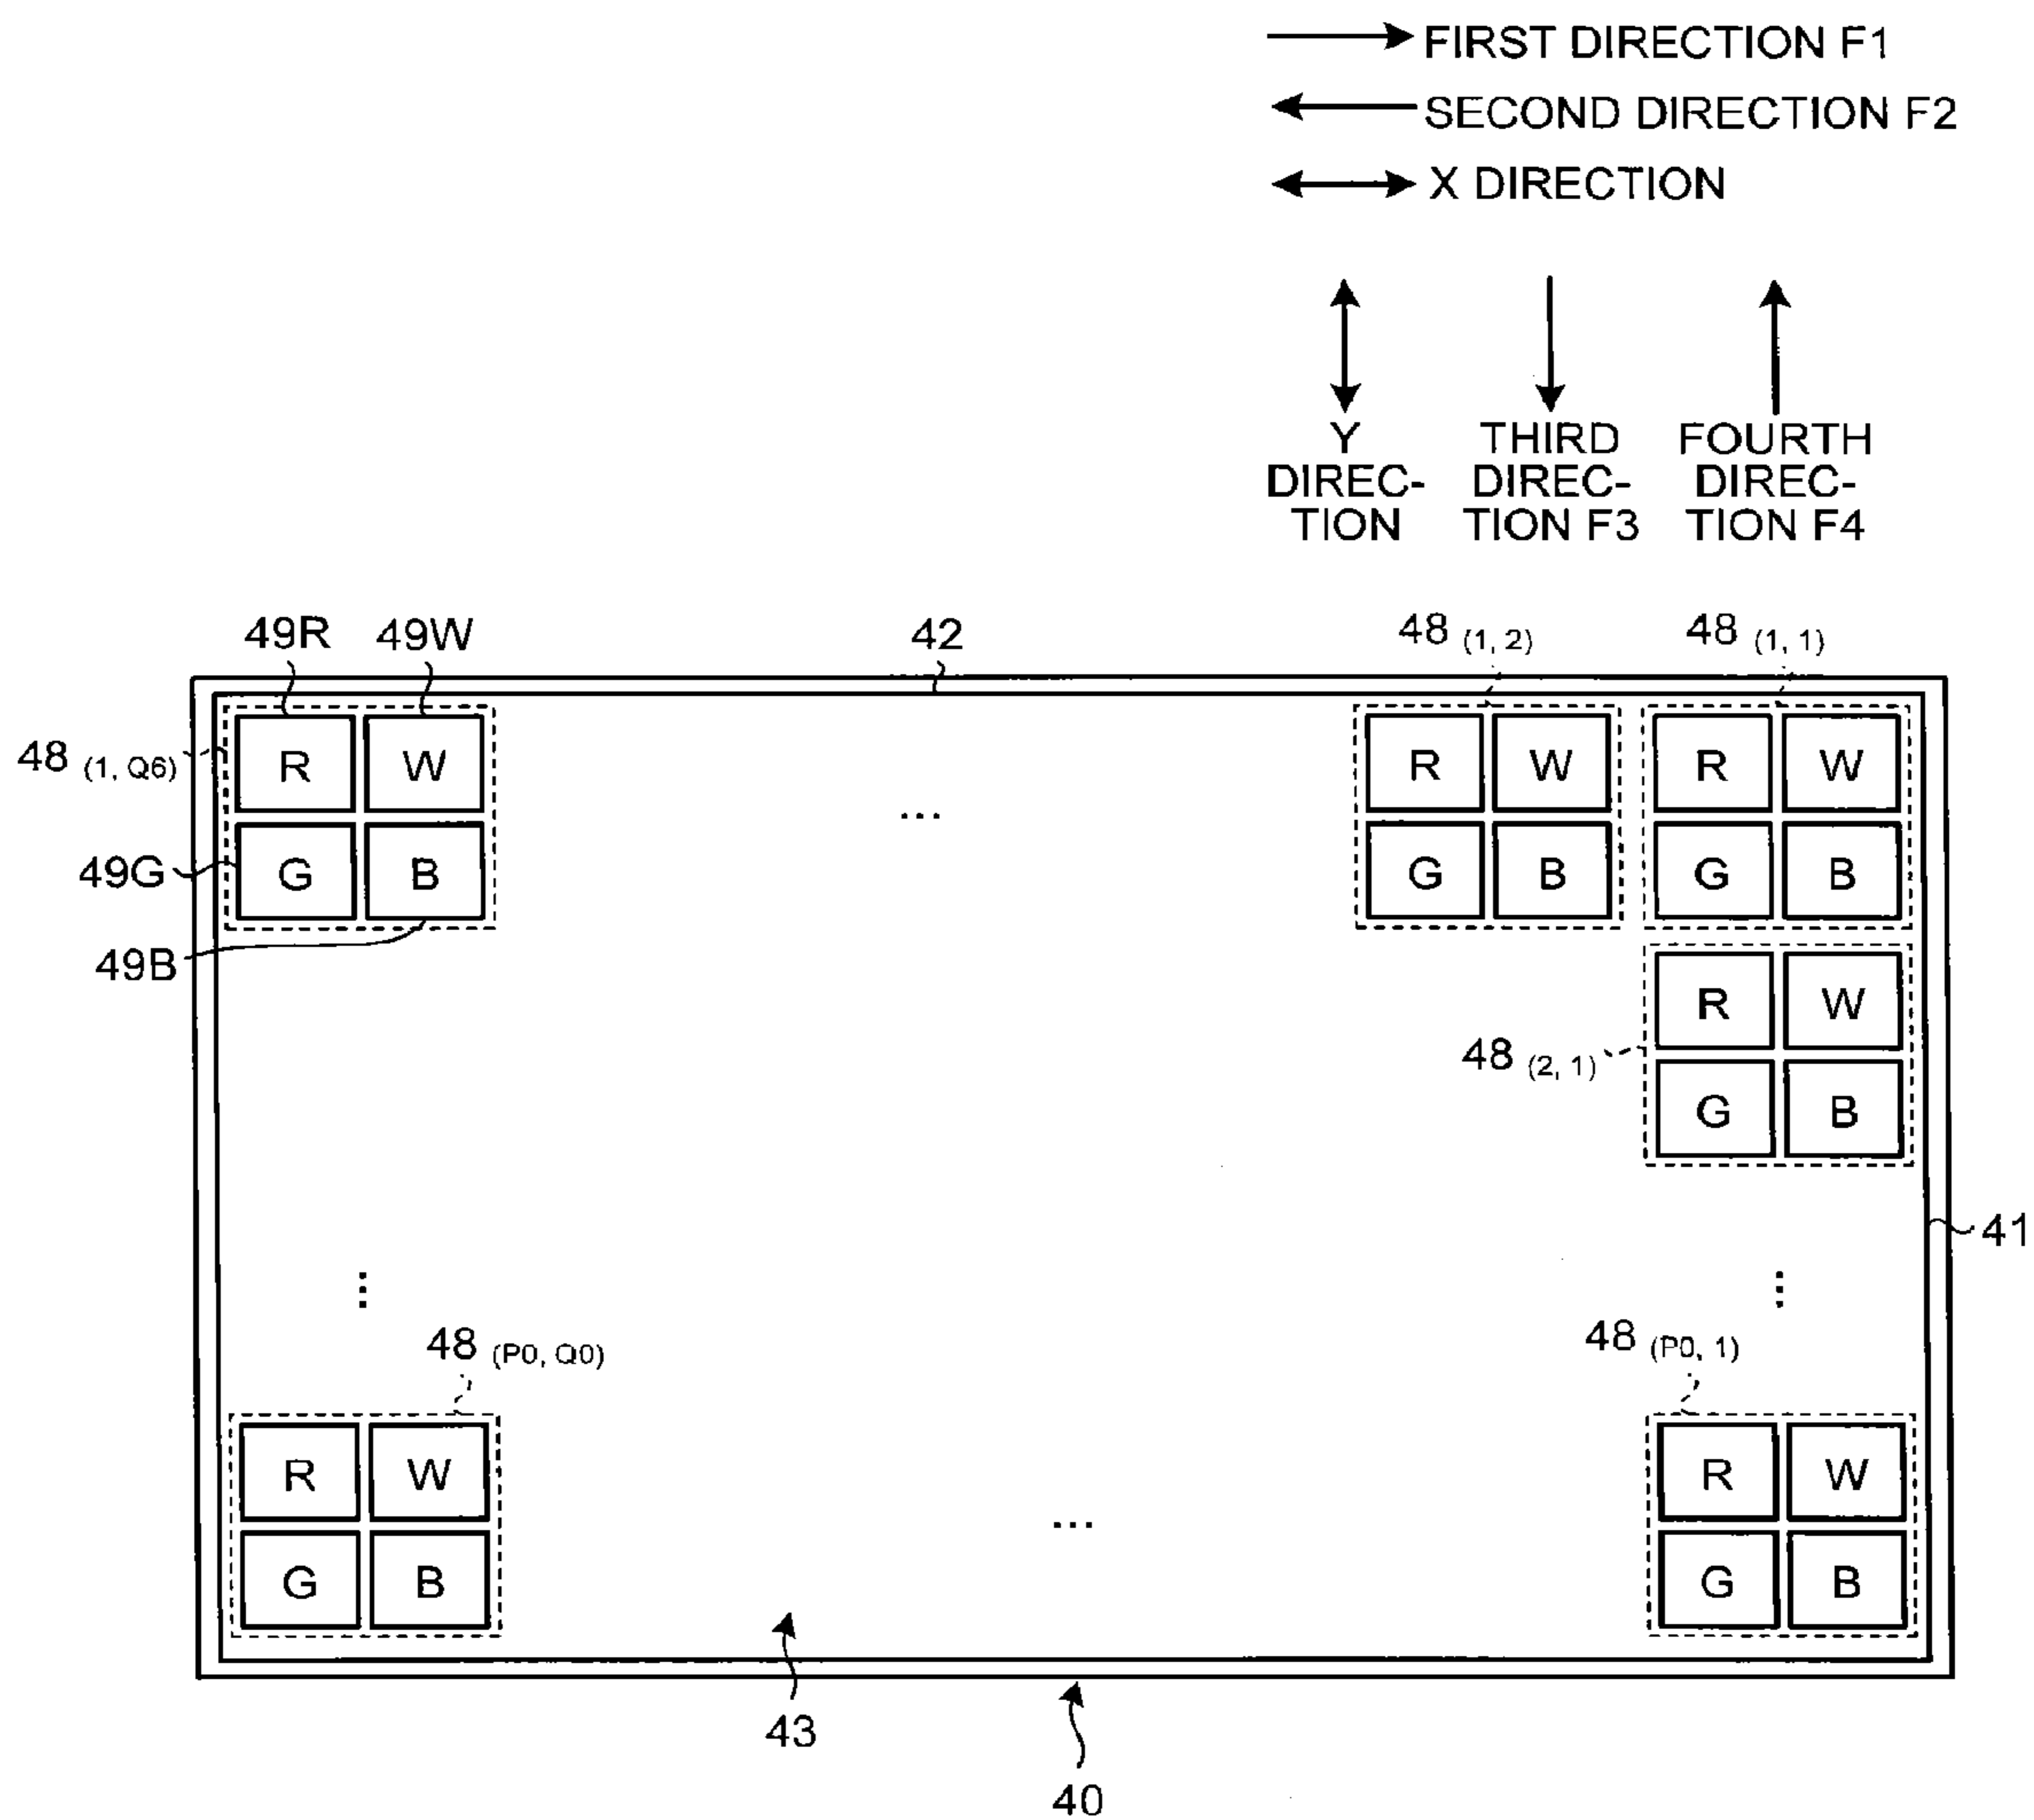 FIRST DIRECTION F1
SECOND DIRECTION F2
X DIRECTION
Y DIREC-TION
THIRD DIREC-TION F3
FOURTH DIREC-TION F4
49R 49W 42 48 (1, 2) 48 (1, 1)
48 (1, Q6)
R W R W R W
49G
G B G B G B
49B
R W
48 (2, 1)
G B
41
48 (P0, Q0) 48 (P0, 1)
R W R W
G B G B
43
40